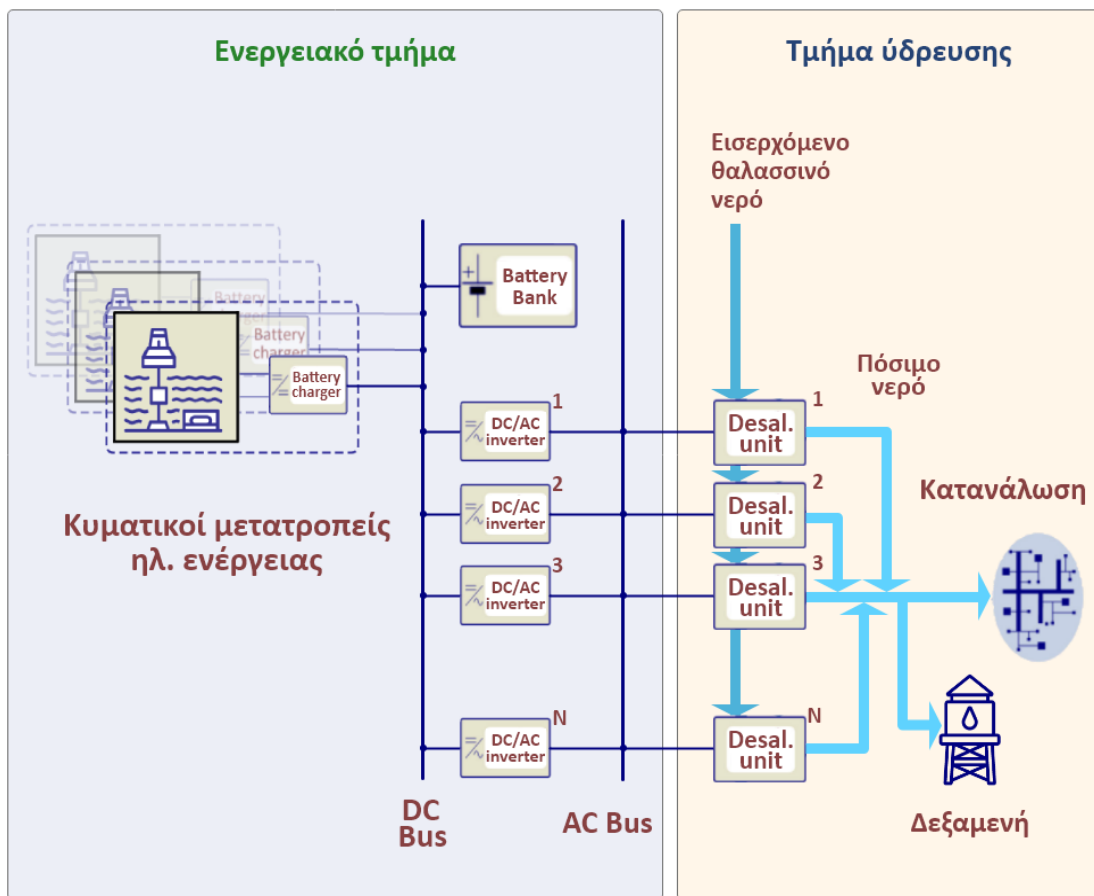 Ενεργειακό τμήμα
Τμήμα ύδρευσης
Εισερχόμενο
θαλασσινό
νερό
+
Battery
Bank
Battery
charger
Battery
charger
Battery
charger
Πόσιμο
νερό
1
DC/AC
inverter
1
Desal.
unit
2
DC/AC
inverter
2
Desal.
unit
Κατανάλωση
Κυματικοί μετατροπείς
ηλ. ενέργειας
3
DC/AC
inverter
3
Desal.
unit
N
DC/AC
inverter
N
Desal.
unit
DC
Bus
AC Bus
Δεξαμενή